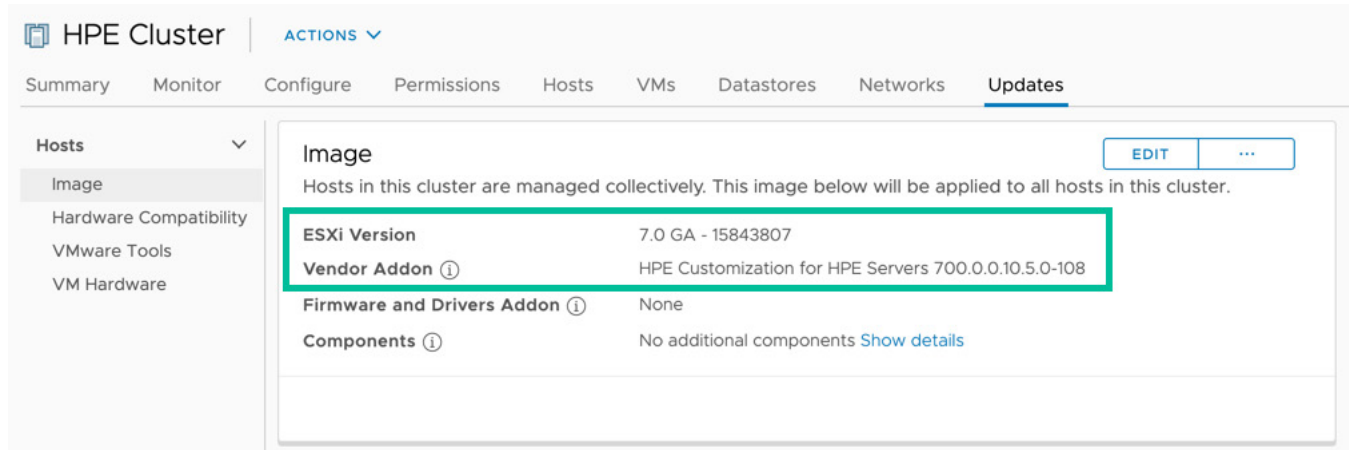 HPE Cluster ACTIONS
Summary Monitor Configure Permissions Hosts VMs Datastores Networks Updates
Hosts
Image
Hardware Compatibility
VMware Tools
VM Hardware
Image
EDIT ...
Hosts in this cluster are managed collectively. This image below will be applied to all hosts in this cluster.
ESXi Version 7.0 GA - 15843807
Vendor Addon HPE Customization for HPE Servers 700.0.0.10.5.0-108
Firmware and Drivers Addon None
Components No additional components Show details